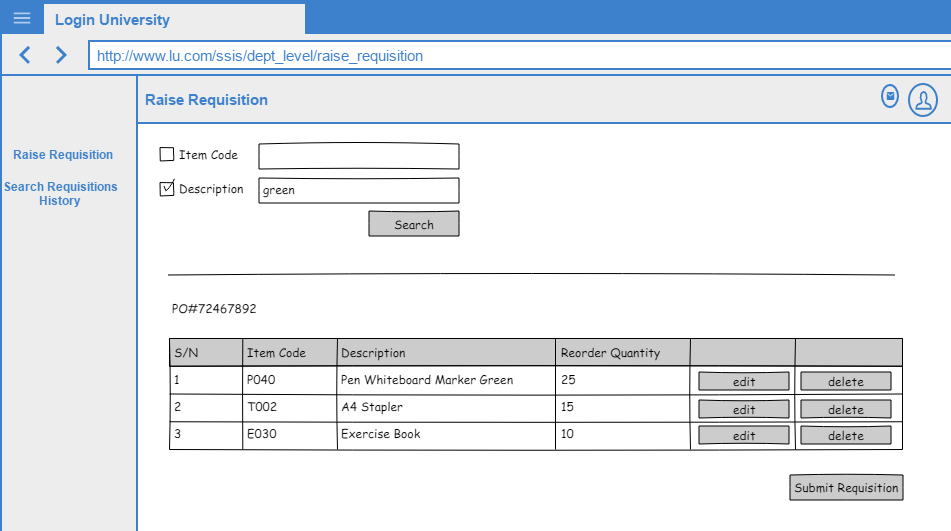 Login University
http://www.lu.com/ssis/dept_level/raise_requisition
Raise Requisition
Raise Requisition
Search Requisitions
History
Item Code
Description green
Search
PO#72467892
S/N Item Code Description Reorder Quantity
1 P040 Pen Whiteboard Marker Green 25 edit delete
2 T002 A4 Stapler 15 edit delete
3 E030 Exercise Book 10 edit delete
Submit Requisition